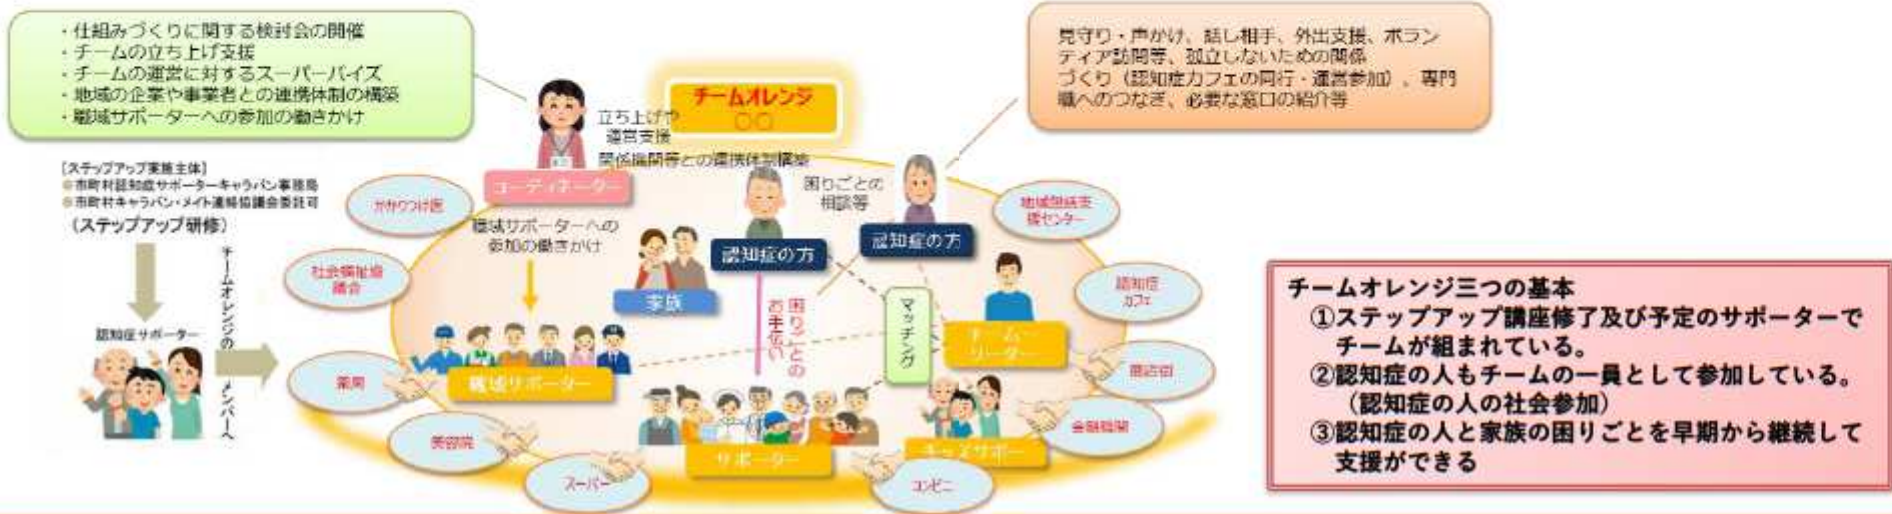 ・仕組みづくりに関する検討会の開催
・チームの立ち上げ支援
・チームの運営に対するスーパーバイズ
・地域の企業や事業者との連携体制の構築
・職域サポーターへの参加の働きかけ
見守り・声かけ、話し相手、外出支援、ボラン
ティア訪問等、孤立しないための関係
づくり（認知症カフェの同行・運営参加）、専門
職へのつなぎ、必要な窓口の紹介等
チームオレンジ
〇〇
立ち上げや
運営支援
関係機関等との連携体制構築
コーディネーター
[ステップアップ実施主体]
◎市町村認知症サポーターキャラバン事務局
◎市町村キャラバン・メイト連絡協議会委託可
(ステップアップ研修)
チームオレンジの メンバーへ
認知症サポーター
かかりつけ医
職域サポーターへの
参加の働きかけ
困りごとの
相談等
地域包括支
援センター
認知症の方
認知症の方
社会福祉協
議会
家族
認知症
カフェ
困りごとの
お手伝い
マッチング
チーム
リーダー
職域サポーター
薬局
商店街
美容院
サポーター
キッズサポー
金融機関
スーパー
コンビニ
チームオレンジ三つの基本
①ステップアップ講座修了及び予定のサポーターで
チームが組まれている。
②認知症の人もチームの一員として参加している。
（認知症の人の社会参加）
③認知症の人と家族の困りごとを早期から継続して
支援ができる